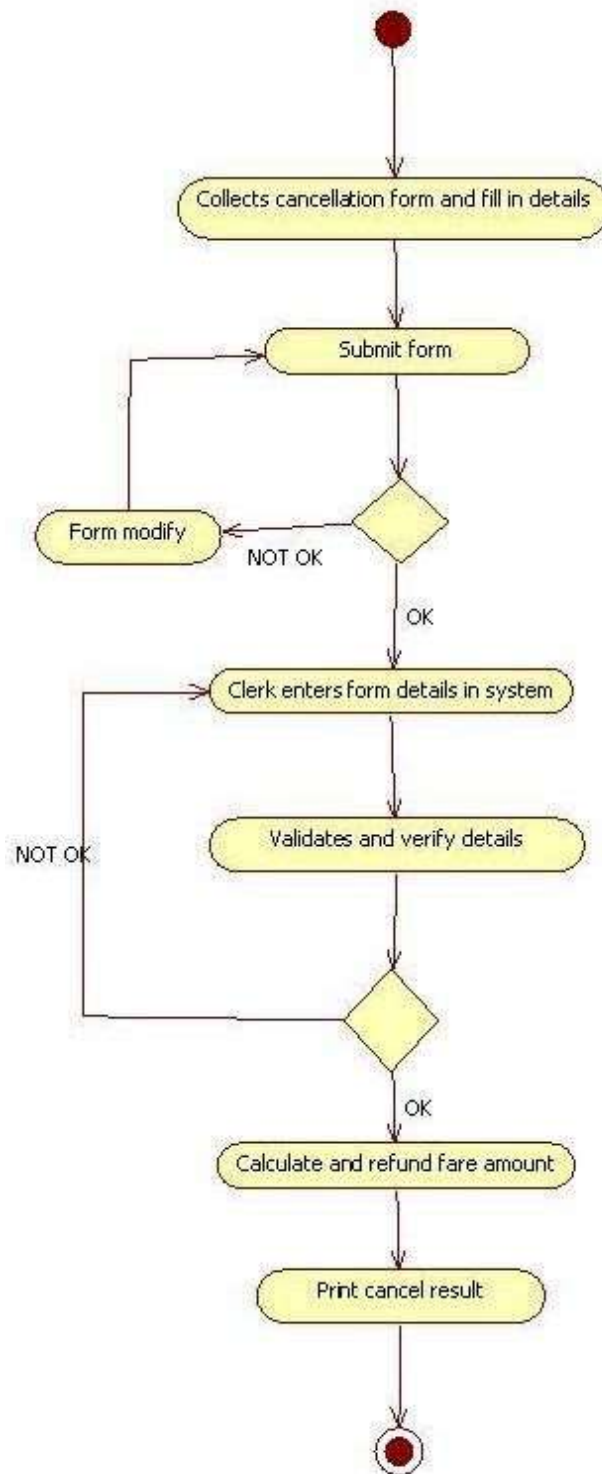 Collects cancellation form and fill in details
Submit form
Form modify
NOT OK
OK
Clerk enters form details in system
Validates and verify details
NOT OK
OK
Calculate and refund fare amount
Print cancel result